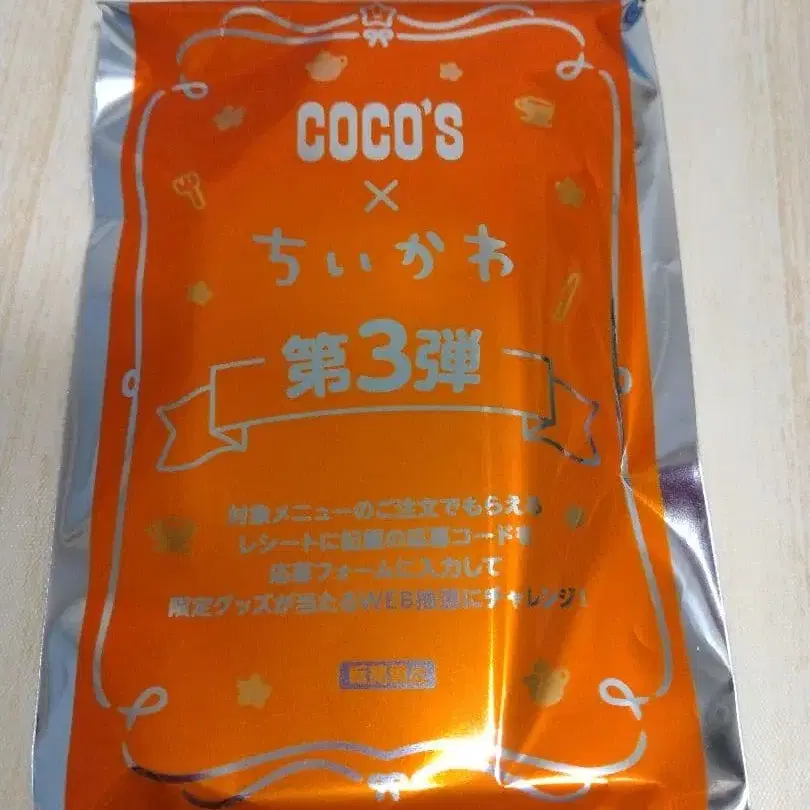 COCO'S
×
ちいかわ
第3弾
対象メニューのご注文でもらえる
レシートに記載の応募コードを
応募フォームに入力して
限定グッズが当たるWEB抽選にチャレンジ!